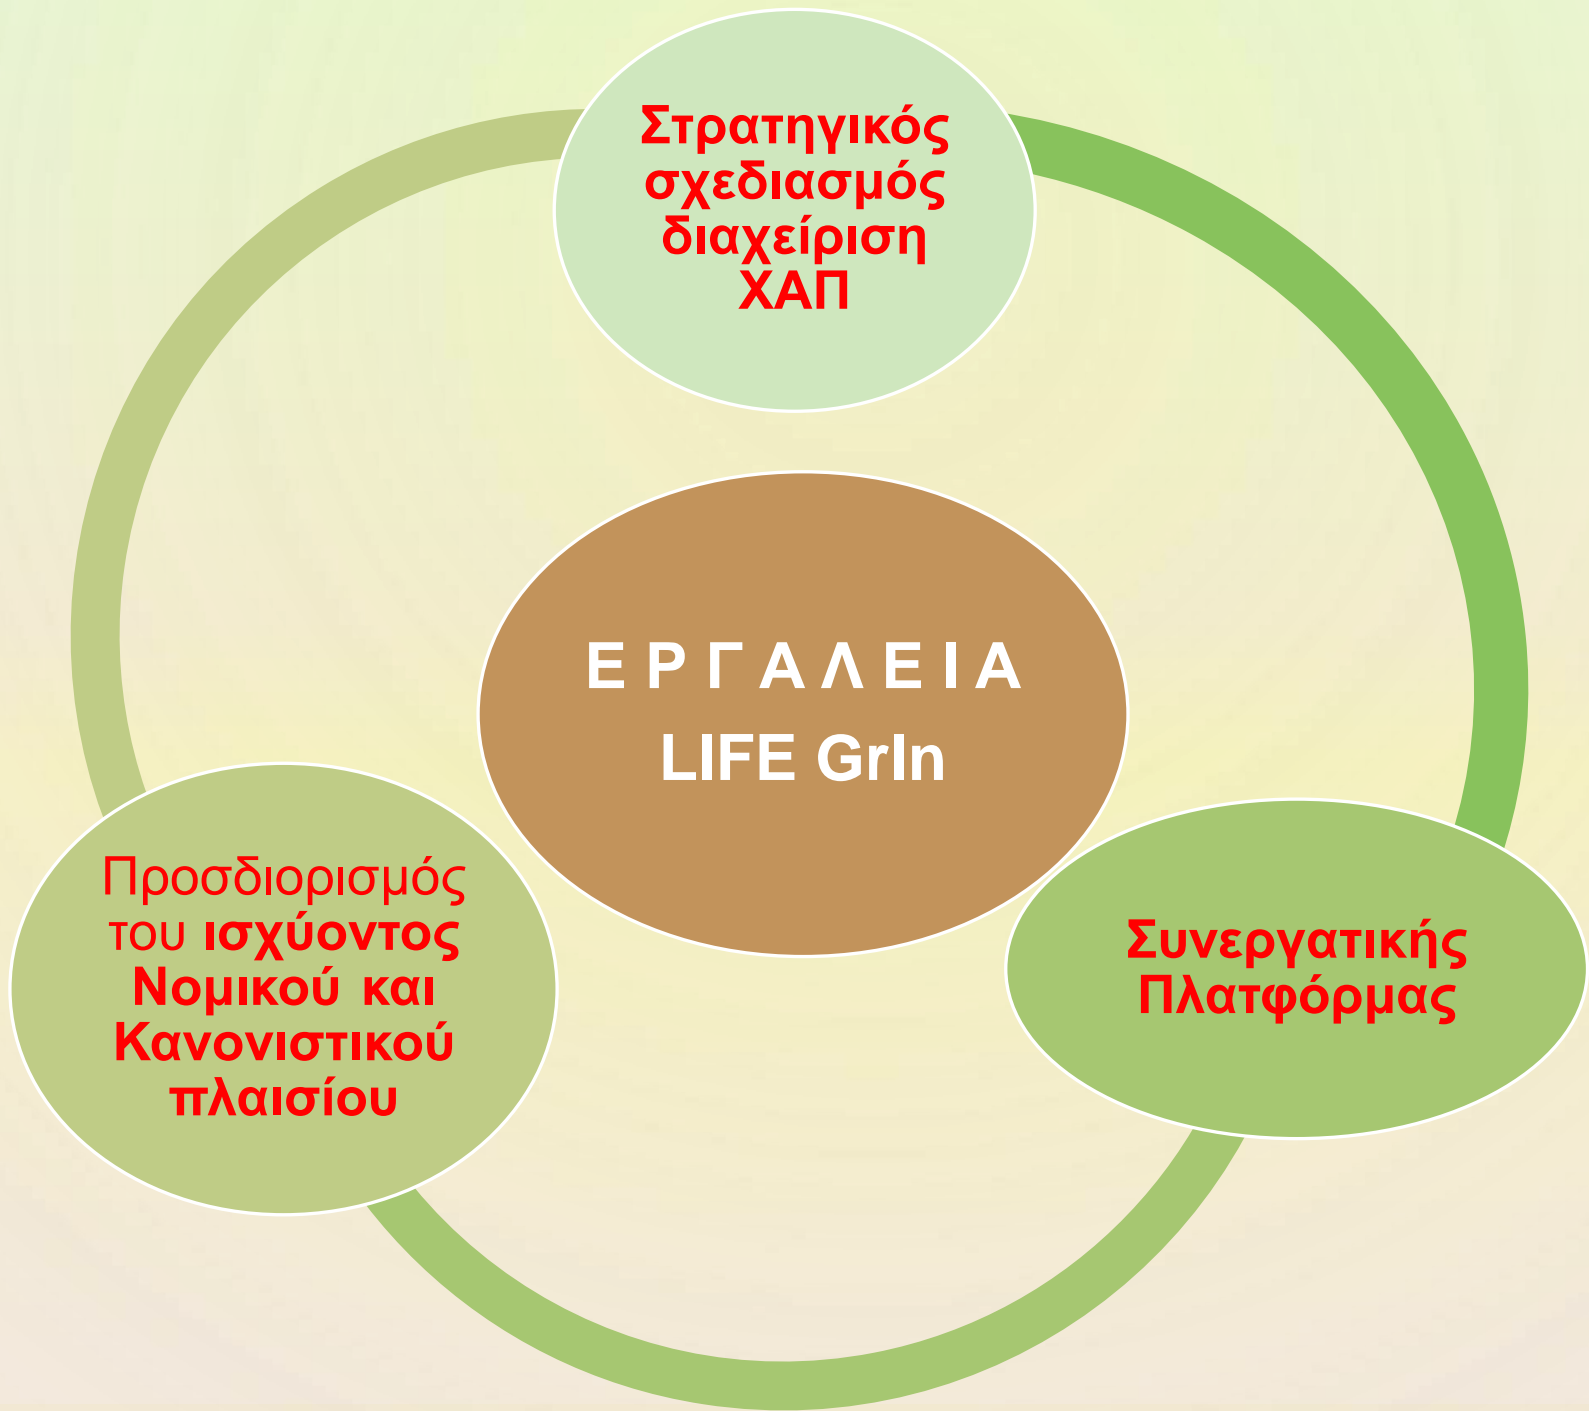 Στρατηγικός
σχεδιασμός
διαχείριση
ΧΑΠ
Ε Ρ Γ Α Λ Ε Ι Α
LIFE GrIn
Προσδιορισμός
του ισχύοντος
Νομικού και
Κανονιστικού
πλαισίου
Συνεργατικής
Πλατφόρμας